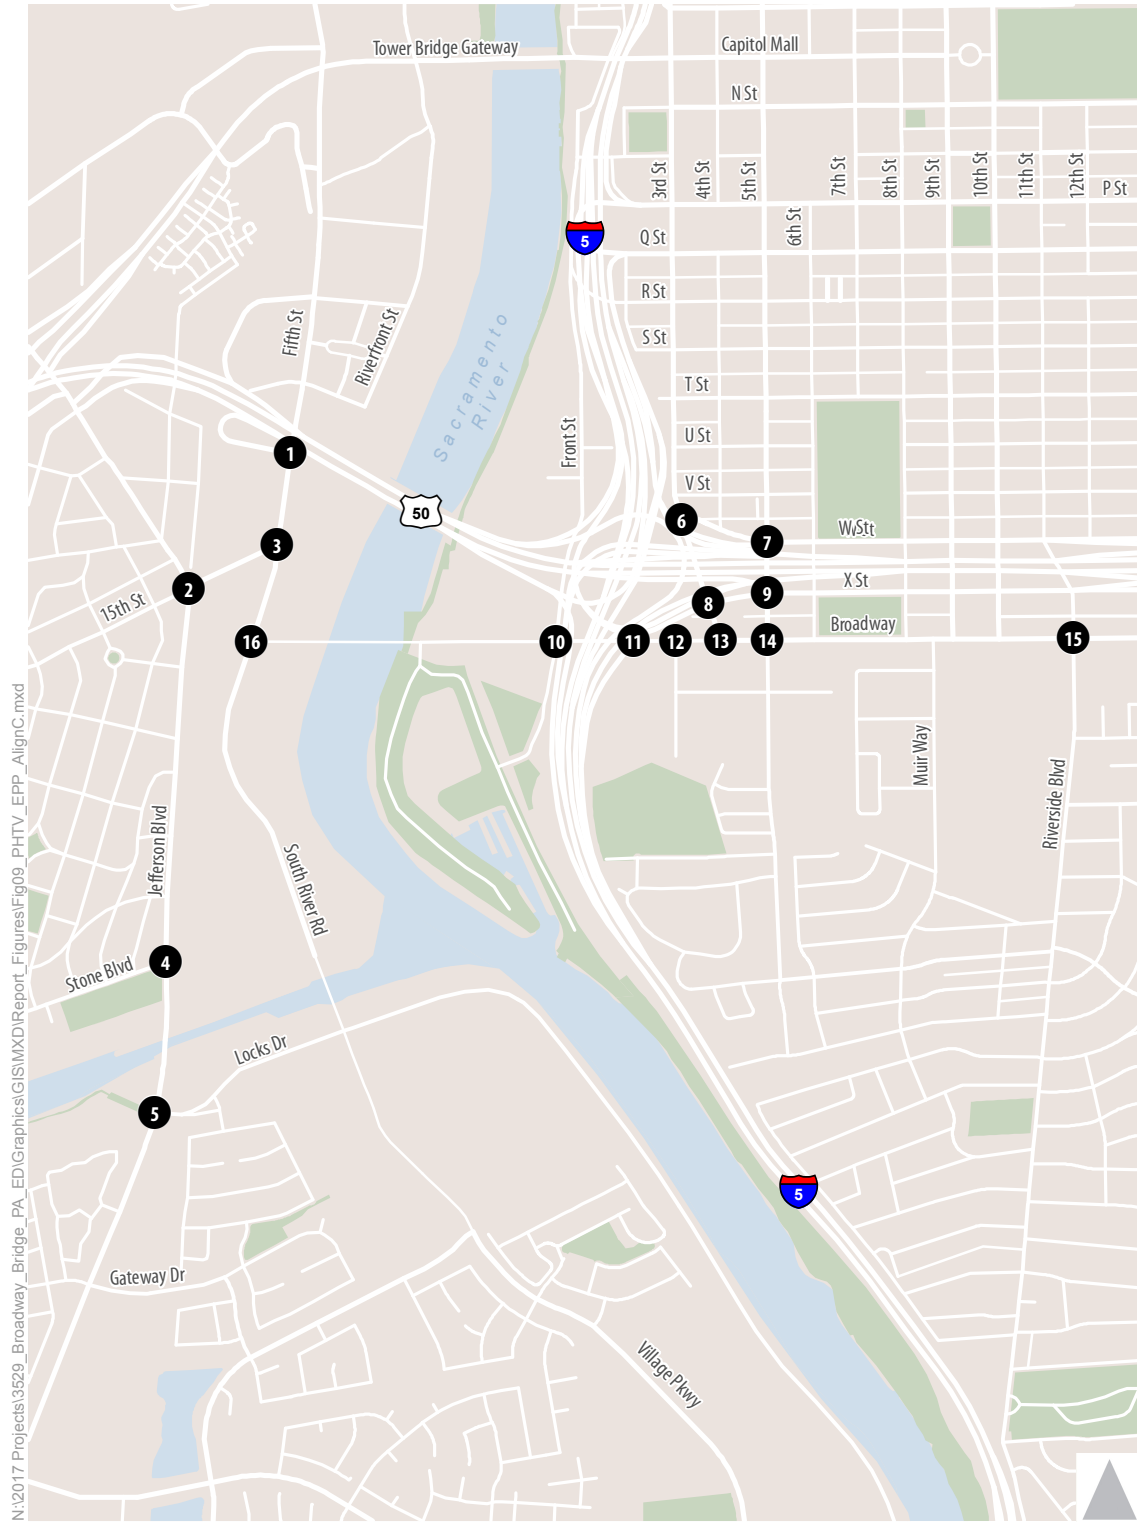 Tower Bridge Gateway
Capitol Mall
N St
3rd St
4th St
5th St
6th St
7th St
8th St
9th St
10th St
11th St
12th St
P St
5
Q St
R St
S St
Fifth St
Riverfront St
Sacramento
River
T St
U St
V St
Front St
1
50
6
7
W St
3
2
15th St
8
9
X St
Broadway
16
10
11
12
13
14
15
Muir Way
Riverside Blvd
Jefferson Blvd
South River Rd
4
Stone Blvd
Locks Dr
5
5
Gateway Dr
Village Pkwy
N:\2017 Projects\3529_Broadway_Bridge_PA_ED\Graphics\GIS\MXD\Report_Figures\Fig09_PHTV_EPP_AlignC.mxd